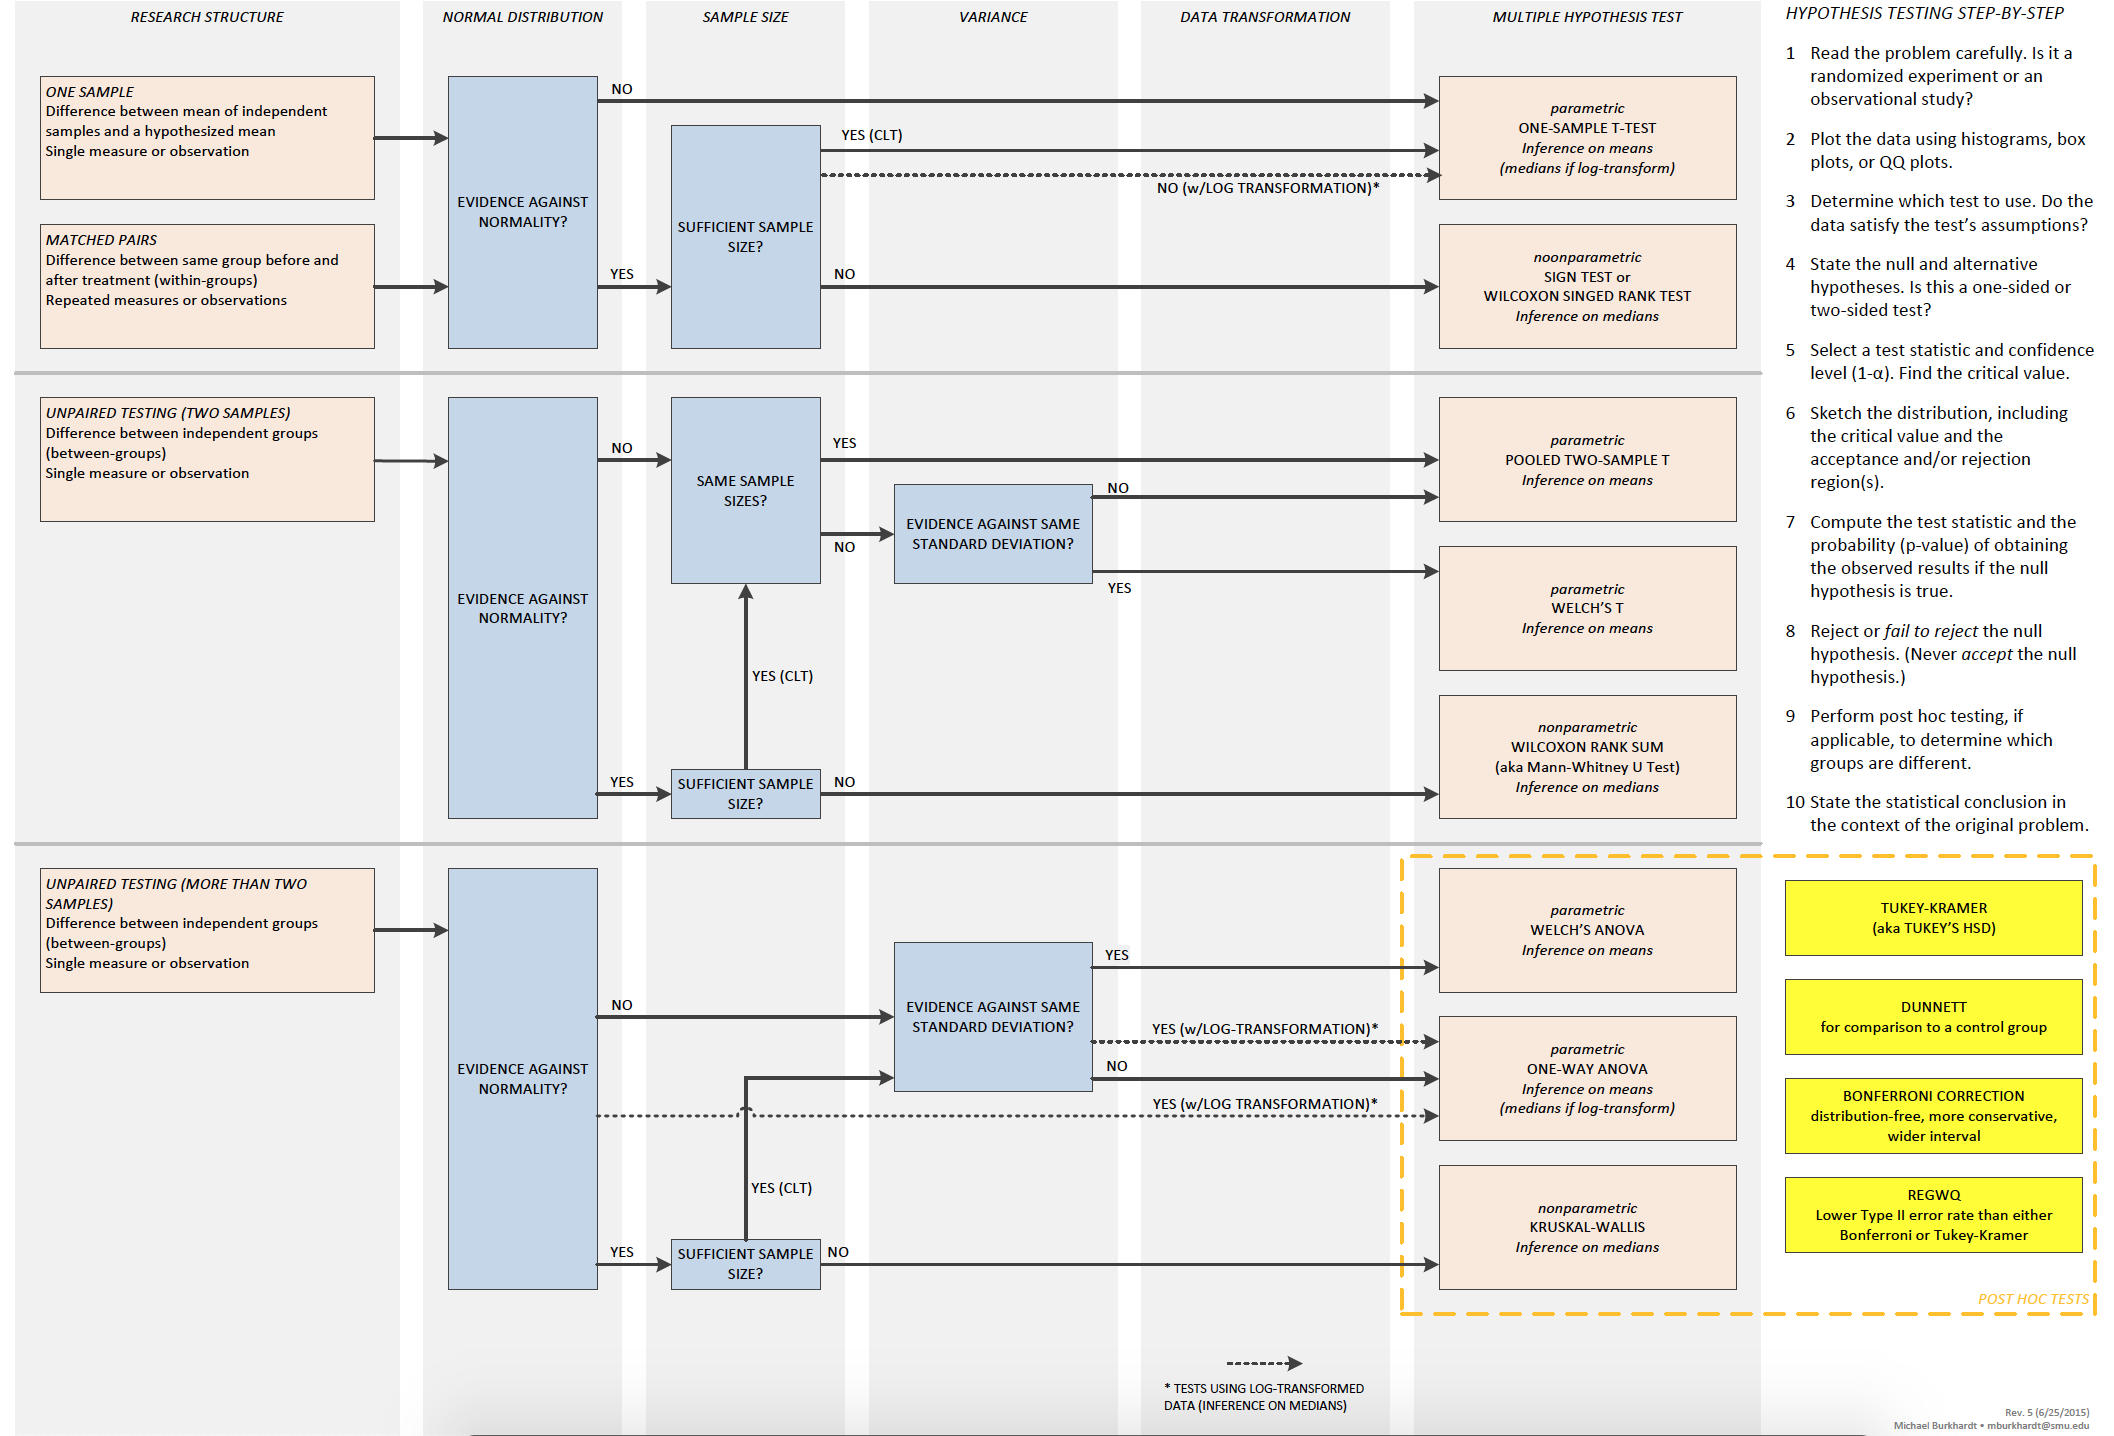 RESEARCH STRUCTURE
NORMAL DISTRIBUTION
SAMPLE SIZE
VARIANCE
DATA TRANSFORMATION
MULTIPLE HYPOTHESIS TEST
ONE SAMPLE
Difference between mean of independent
samples and a hypothesized mean
Single measure or observation
MATCHED PAIRS
Difference between same group before and
after treatment (within-groups)
Repeated measures or observations
EVIDENCE AGAINST
NORMALITY?
NO
YES
SUFFICIENT SAMPLE
SIZE?
YES (CLT)
NO (w/LOG TRANSFORMATION)*
NO
parametric
ONE-SAMPLE T-TEST
Inference on means
(medians if log-transform)
noonparametric
SIGN TEST or
WILCOXON SINGED RANK TEST
Inference on medians
UNPAIRED TESTING (TWO SAMPLES)
Difference between independent groups
(between-groups)
Single measure or observation
EVIDENCE AGAINST
NORMALITY?
NO
YES
SAME SAMPLE
SIZES?
YES
NO
YES (CLT)
SUFFICIENT SAMPLE
SIZE?
NO
EVIDENCE AGAINST SAME
STANDARD DEVIATION?
NO
YES
parametric
POOLED TWO-SAMPLE T
Inference on means
parametric
WELCH'S T
Inference on means
nonparametric
WILCOXON RANK SUM
(aka Mann-Whitney U Test)
Inference on medians
UNPAIRED TESTING (MORE THAN TWO
SAMPLES)
Difference between independent groups
(between-groups)
Single measure or observation
EVIDENCE AGAINST
NORMALITY?
NO
YES
SUFFICIENT SAMPLE
SIZE?
YES (CLT)
NO
EVIDENCE AGAINST SAME
STANDARD DEVIATION?
YES
YES (w/LOG-TRANSFORMATION)*
NO
YES (w/LOG TRANSFORMATION)*
parametric
WELCH'S ANOVA
Inference on means
parametric
ONE-WAY ANOVA
Inference on means
(medians if log-transform)
nonparametric
KRUSKAL-WALLIS
Inference on medians
* TESTS USING LOG-TRANSFORMED
DATA (INFERENCE ON MEDIANS)
HYPOTHESIS TESTING STEP-BY-STEP
1 Read the problem carefully. Is it a
randomized experiment or an
observational study?
2 Plot the data using histograms, box
plots, or QQ plots.
3 Determine which test to use. Do the
data satisfy the test's assumptions?
4 State the null and alternative
hypotheses. Is this a one-sided or
two-sided test?
5 Select a test statistic and confidence
level (1-α). Find the critical value.
6 Sketch the distribution, including
the critical value and the
acceptance and/or rejection
region(s).
7 Compute the test statistic and the
probability (p-value) of obtaining
the observed results if the null
hypothesis is true.
8 Reject or fail to reject the null
hypothesis. (Never accept the null
hypothesis.)
9 Perform post hoc testing, if
applicable, to determine which
groups are different.
10 State the statistical conclusion in
the context of the original problem.
TUKEY-KRAMER
(aka TUKEY'S HSD)
DUNNETT
for comparison to a control group
BONFERRONI CORRECTION
distribution-free, more conservative,
wider interval
REGWQ
Lower Type II error rate than either
Bonferroni or Tukey-Kramer
POST HOC TESTS
Rev. 5 (6/25/2015)
Michael Burkhardt • mburkhardt@smu.edu